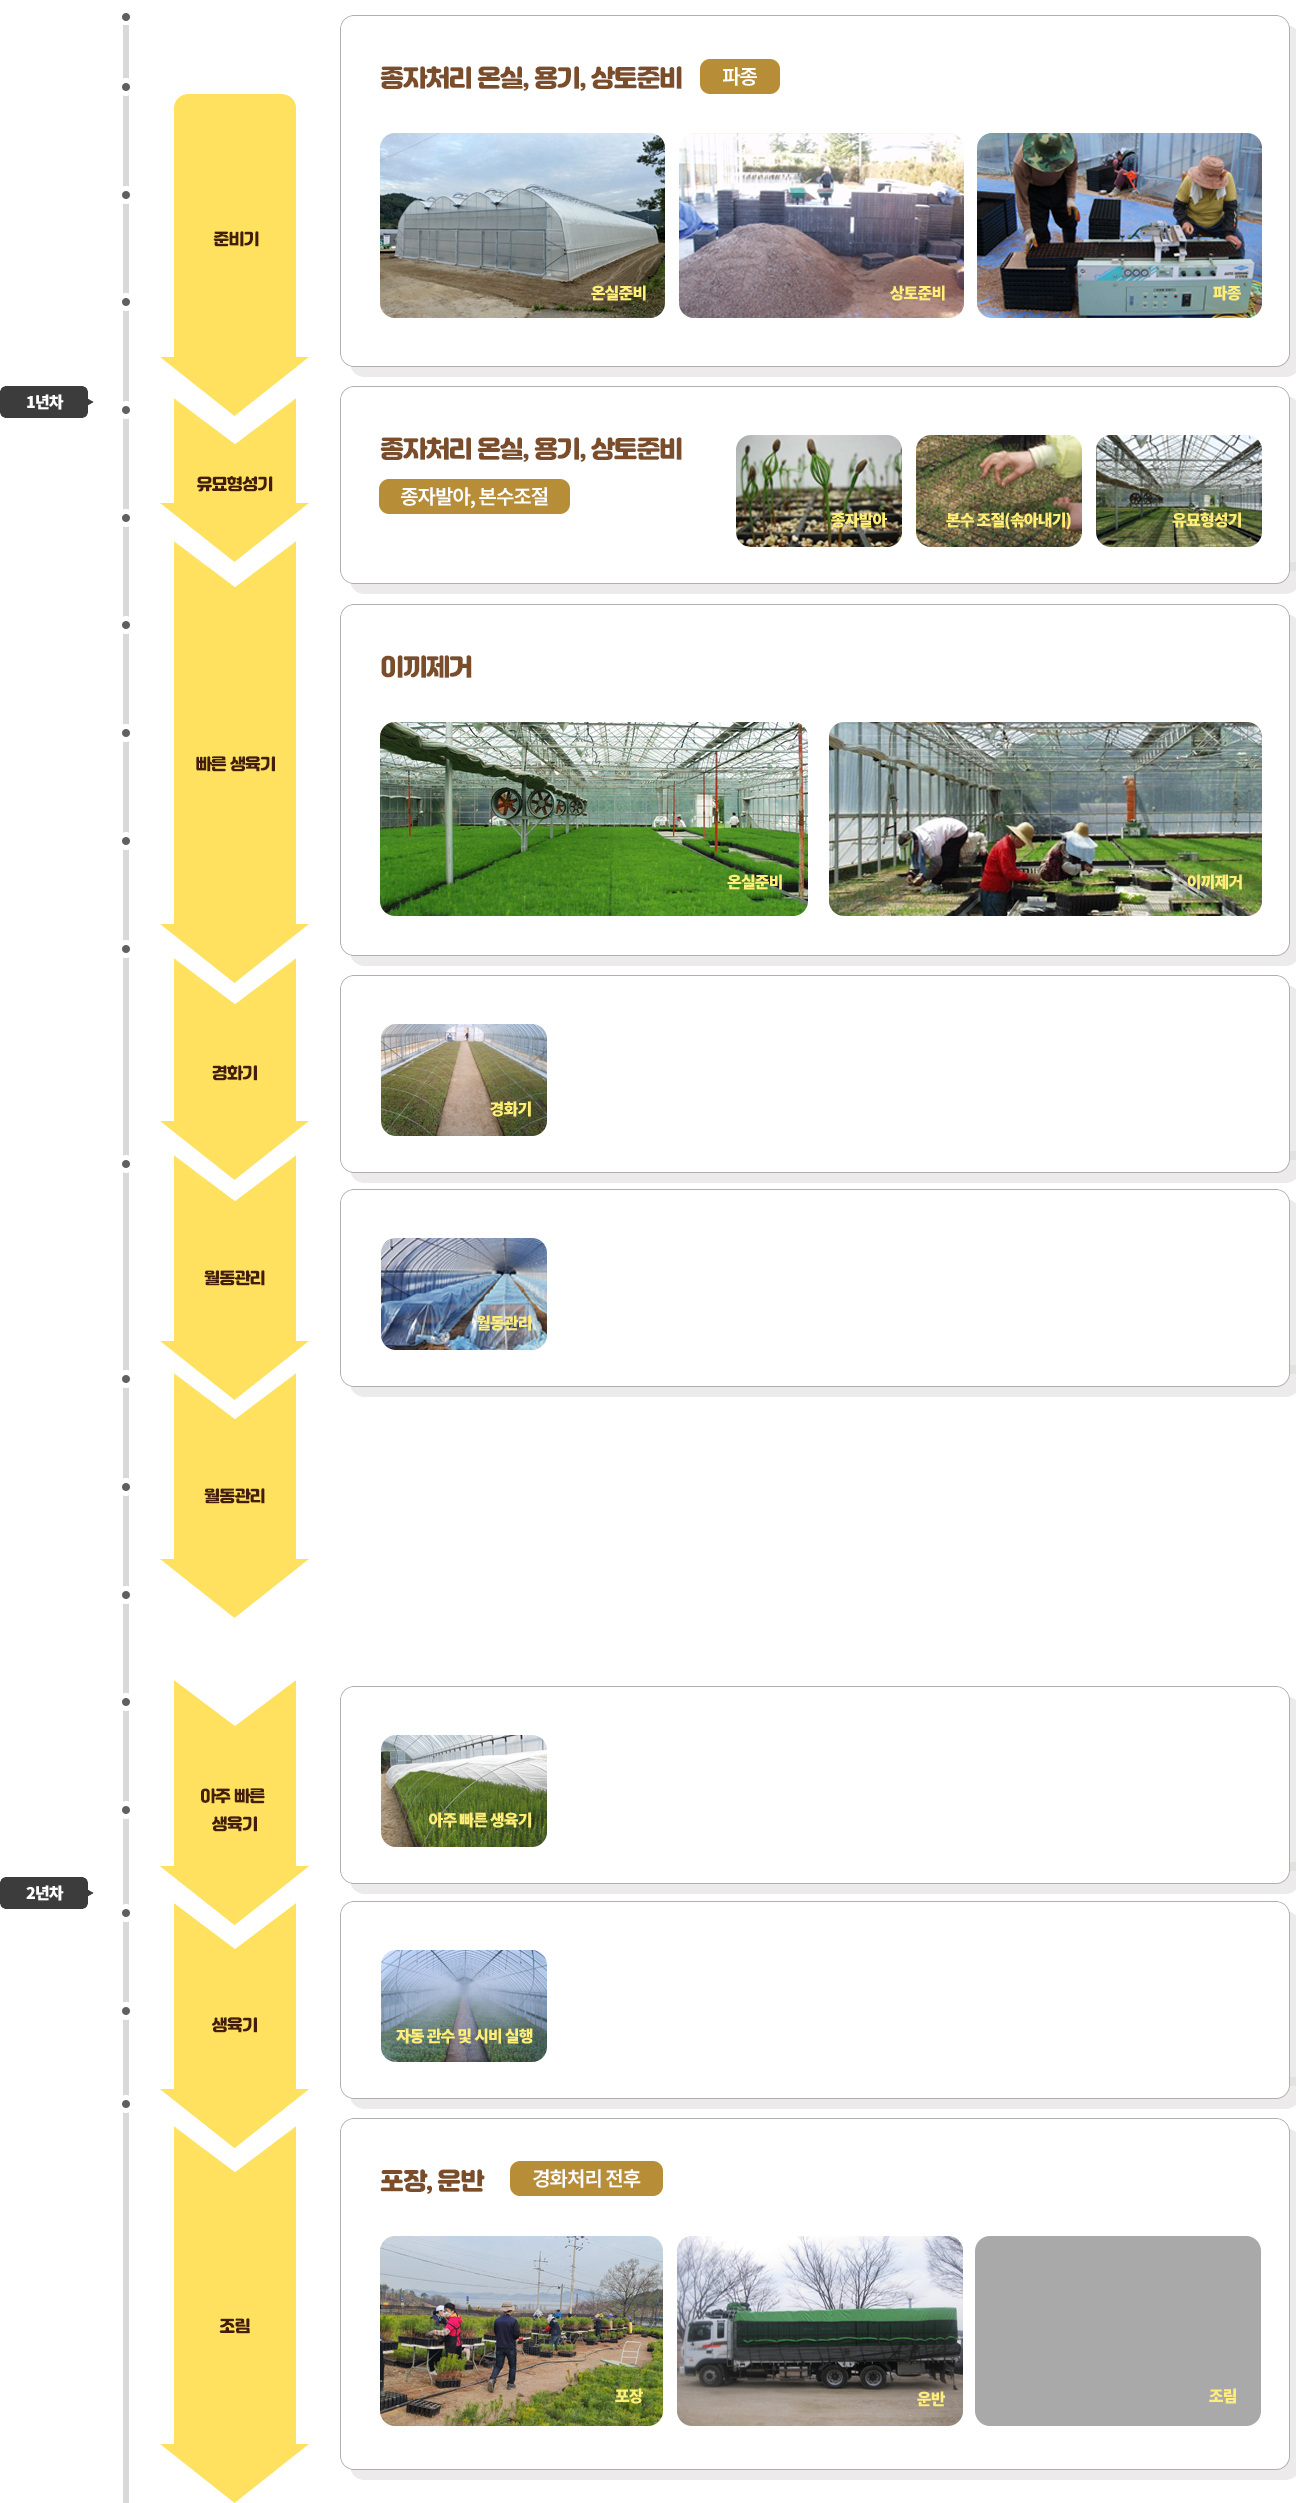 준비기
종자처리 온실, 용기, 상토준비
파종
온실준비
상토준비
파종
1년차
유묘형성기
종자처리 온실, 용기, 상토준비
종자발아, 본수조절
종자발아
본수 조절(솎아내기)
유묘형성기
빠른 생육기
이끼제거
온실준비
이끼제거
경화기
경화기
월동관리
월동관리
월동관리
아주 빠른
생육기
아주 빠른 생육기
2년차
생육기
자동 관수 및 시비 실행
조림
포장, 운반
경화처리 전후
포장
운반
조림